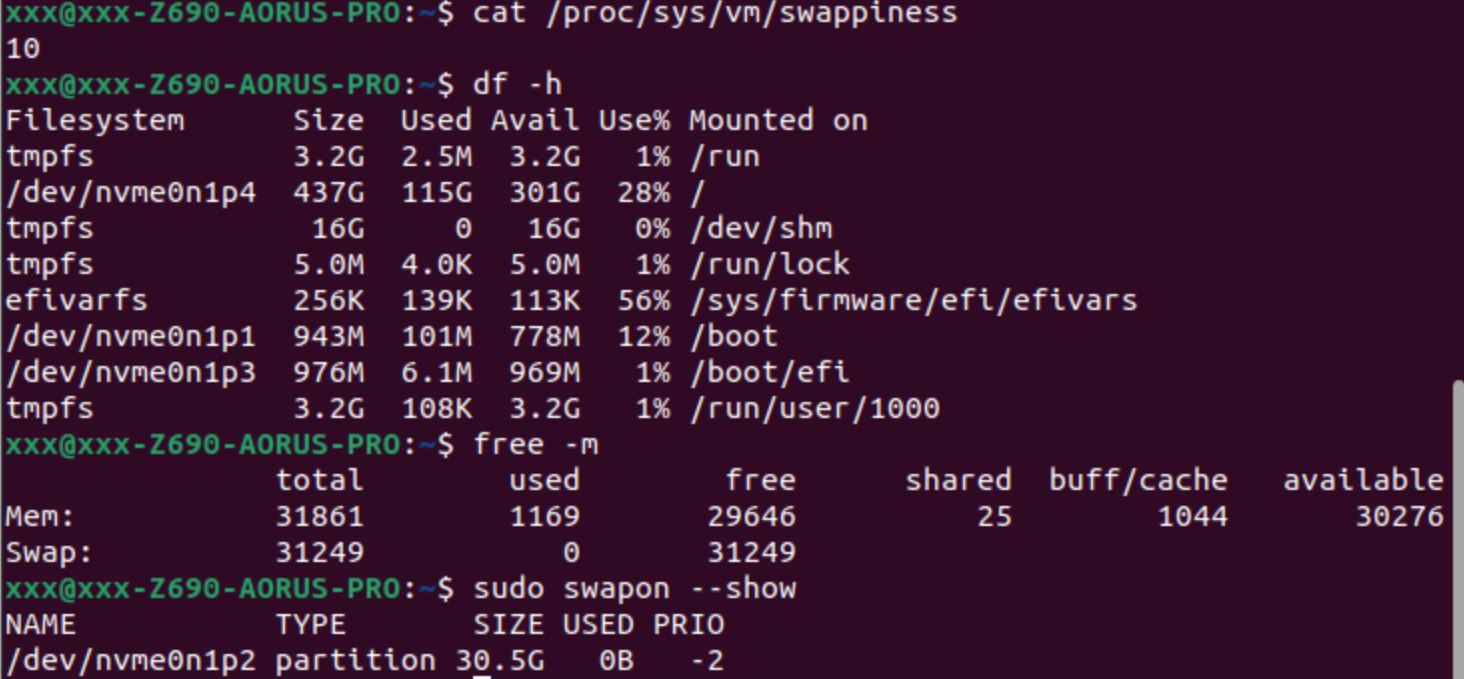 xxx@xxx-Z690-AORUS-PRO:~$ cat /proc/sys/vm/swappiness
10
xxx@xxx-Z690-AORUS-PRO:~$ df -h
Filesystem      Size  Used Avail Use% Mounted on
tmpfs           3.2G  2.5M  3.2G   1% /run
/dev/nvme0n1p4  437G  115G  301G  28% /
tmpfs            16G     0   16G   0% /dev/shm
tmpfs           5.0M  4.0K  5.0M   1% /run/lock
efivarfs        256K  139K  113K  56% /sys/firmware/efi/efivars
/dev/nvme0n1p1  943M  101M  778M  12% /boot
/dev/nvme0n1p3  976M  6.1M  969M   1% /boot/efi
tmpfs           3.2G  108K  3.2G   1% /run/user/1000
xxx@xxx-Z690-AORUS-PRO:~$ free -m
               total        used        free      shared  buff/cache   available
Mem:           31861        1169       29646          25        1044       30276
Swap:          31249           0       31249
xxx@xxx-Z690-AORUS-PRO:~$ sudo swapon --show
NAME           TYPE       SIZE USED PRIO
/dev/nvme0n1p2 partition 30.5G   0B   -2